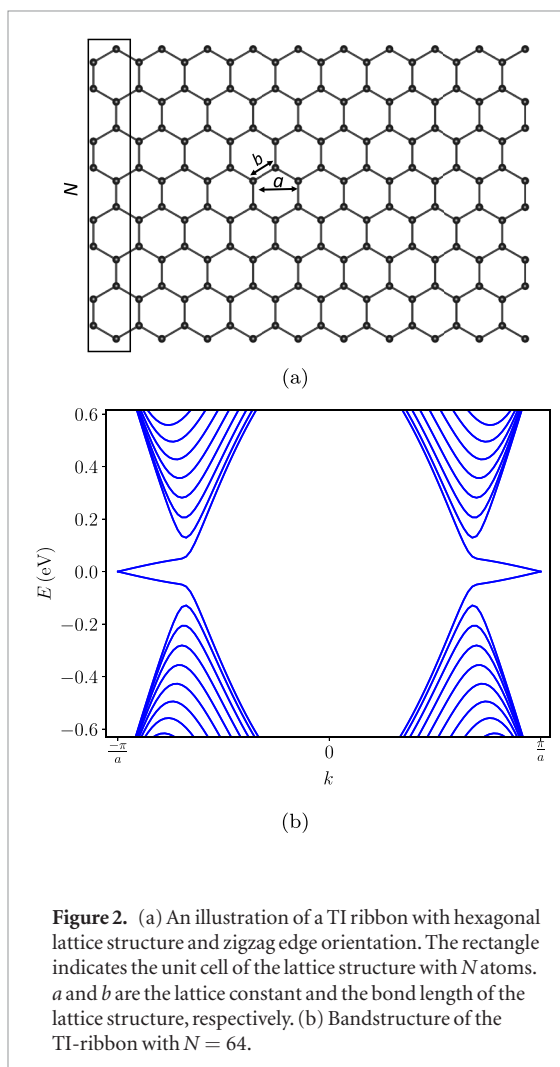 N
b
a
(a)
0.6
0.4
0.2
0.0
−0.2
−0.4
−0.6
E (eV)
−π/a
0
π/a
k
(b)
Figure 2. (a) An illustration of a TI ribbon with hexagonal
lattice structure and zigzag edge orientation. The rectangle
indicates the unit cell of the lattice structure with N atoms.
a and b are the lattice constant and the bond length of the
lattice structure, respectively. (b) Bandstructure of the
TI-ribbon with N = 64.